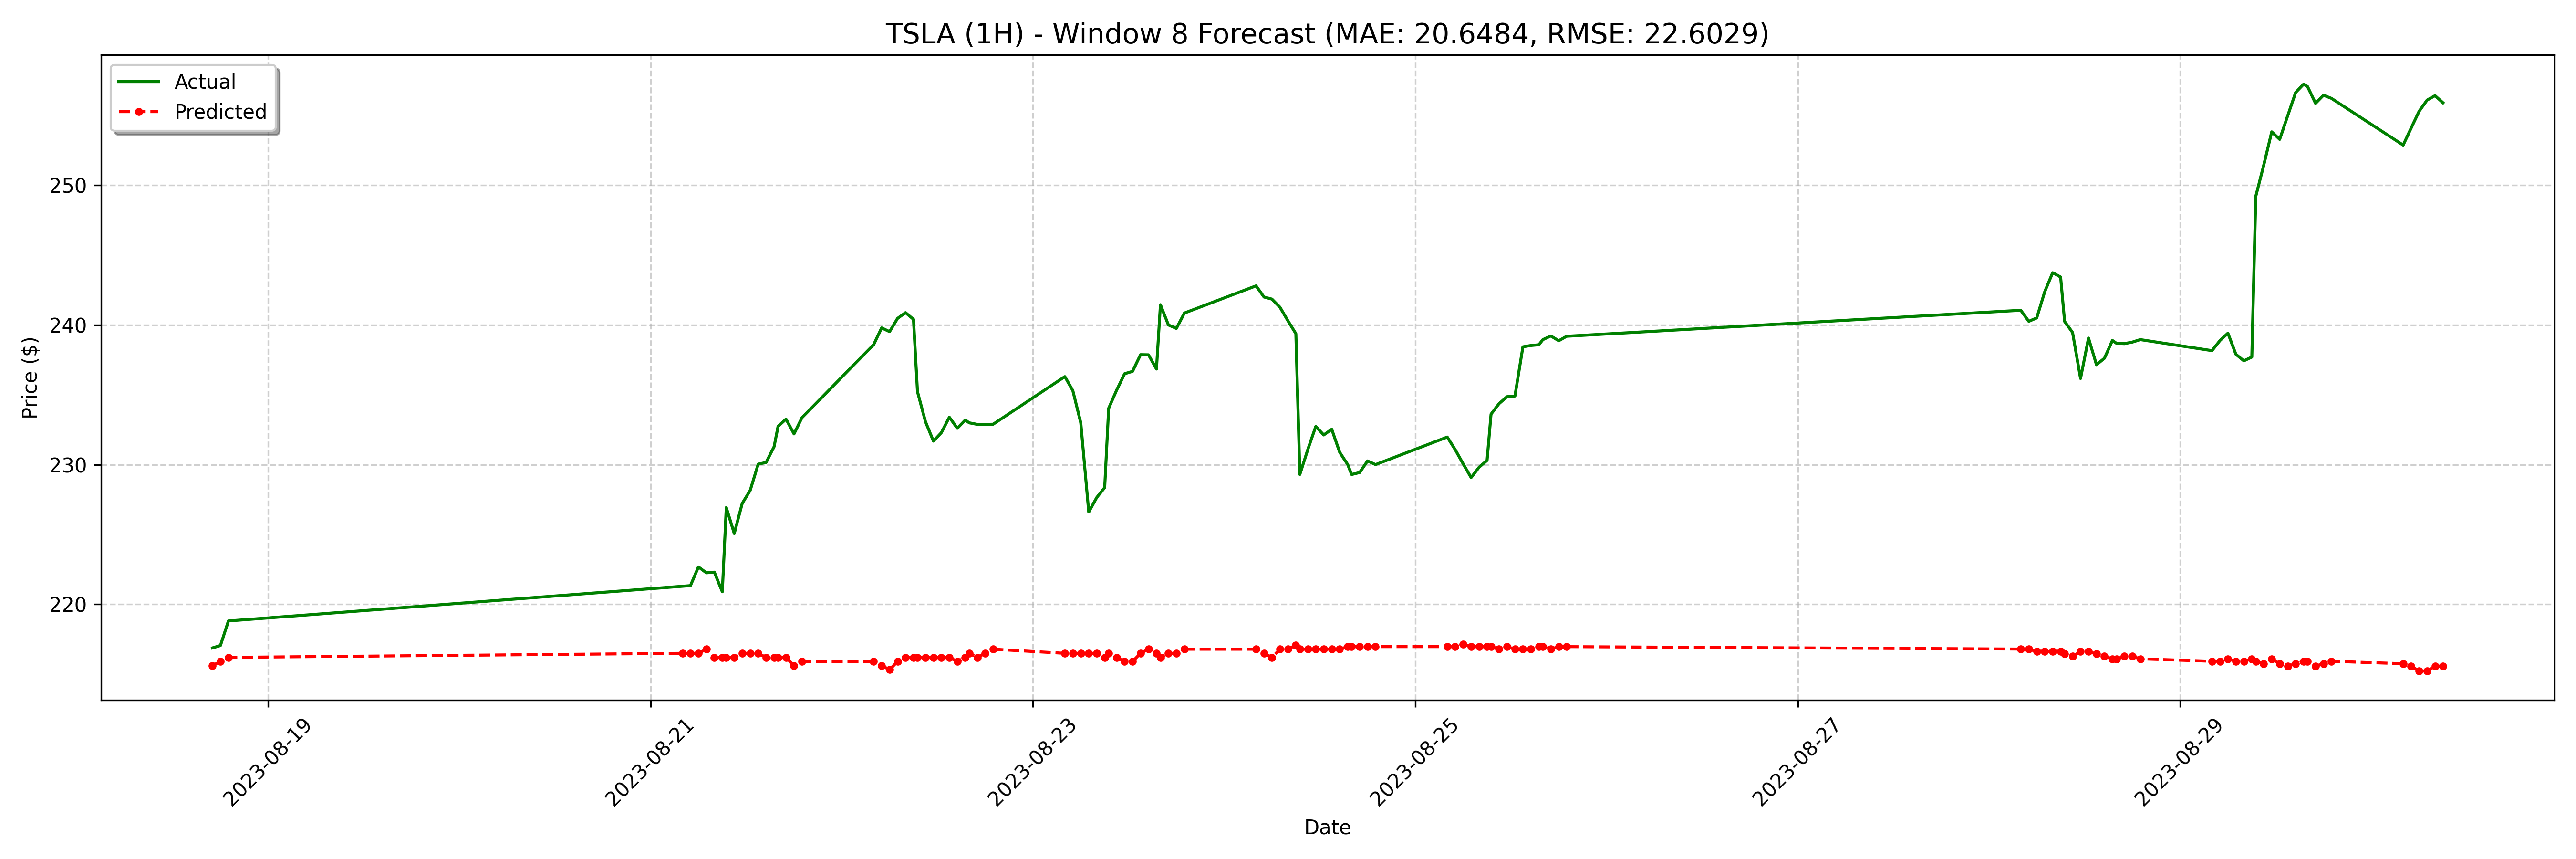 TSLA (1H) - Window 8 Forecast (MAE: 20.6484, RMSE: 22.6029)
Actual
Predicted
Price ($)
250
240
230
220
2023-08-19
2023-08-21
2023-08-23
2023-08-25
2023-08-27
2023-08-29
Date